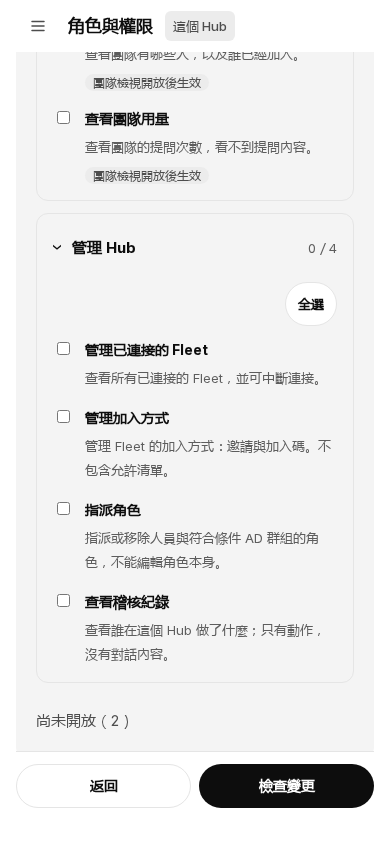 角色與權限
這個 Hub
查看團隊有哪些人，以及誰已經加入。
團隊檢視開放後生效
查看團隊用量
查看團隊的提問次數，看不到提問內容。
團隊檢視開放後生效
管理 Hub
0 / 4
全選
管理已連接的 Fleet
查看所有已連接的 Fleet，並可中斷連接。
管理加入方式
管理 Fleet 的加入方式：邀請與加入碼。不
包含允許清單。
指派角色
指派或移除人員與符合條件 AD 群組的角
色，不能編輯角色本身。
查看稽核紀錄
查看誰在這個 Hub 做了什麼；只有動作，
沒有對話內容。
尚未開放（2）
返回
檢查變更